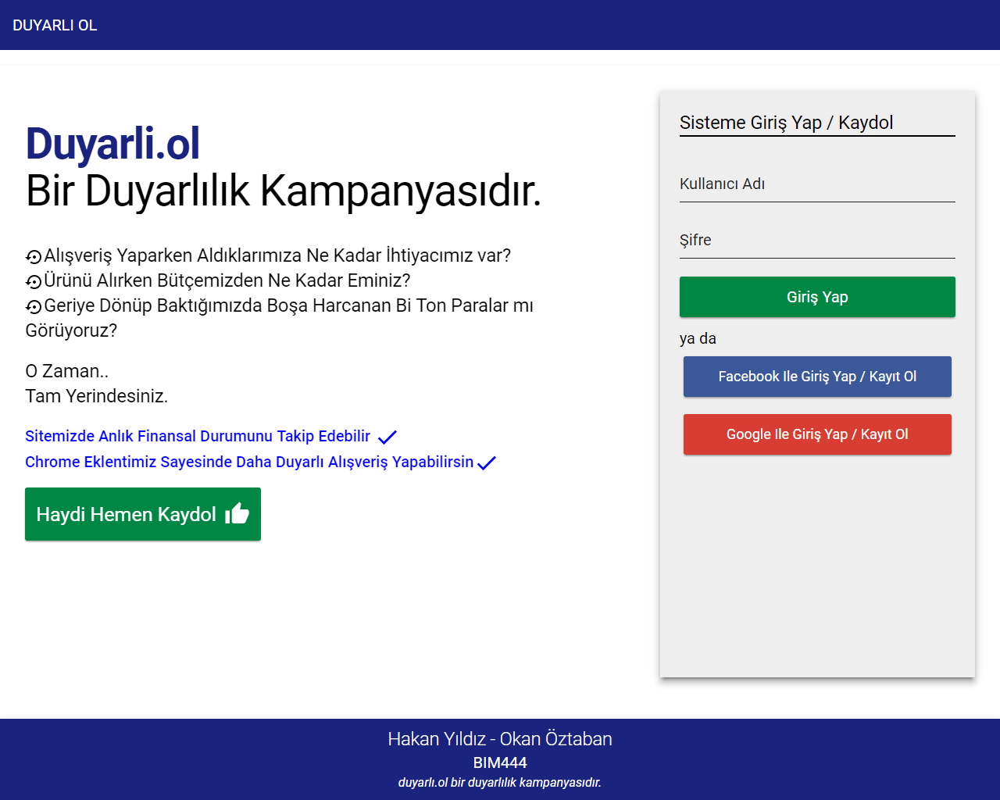 DUYARLI OL
Duyarli.ol
Bir Duyarlılık Kampanyasıdır.
Alışveriş Yaparken Aldıklarımıza Ne Kadar İhtiyacımız var?
Ürünü Alırken Bütçemizden Ne Kadar Eminiz?
Geriye Dönüp Baktığımızda Boşa Harcanan Bi Ton Paralar mı
Görüyoruz?
O Zaman..
Tam Yerindesiniz.
Sitemizde Anlık Finansal Durumunu Takip Edebilir
Chrome Eklentimiz Sayesinde Daha Duyarlı Alışveriş Yapabilirsin
Haydi Hemen Kaydol
Sisteme Giriş Yap / Kaydol
Kullanıcı Adı
Şifre
Giriş Yap
ya da
Facebook Ile Giriş Yap / Kayıt Ol
Google Ile Giriş Yap / Kayıt Ol
Hakan Yıldız - Okan Öztaban
BIM444
duyarlı.ol bir duyarlılık kampanyasıdır.